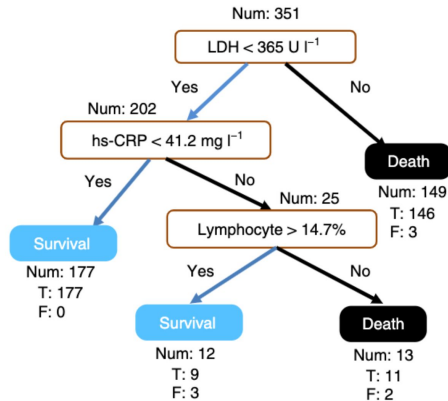 Num: 351
LDH < 365 U l⁻¹
Yes
No
Num: 202
hs-CRP < 41.2 mg l⁻¹
Death
Num: 149
T: 146
F: 3
Yes
No
Num: 25
Lymphocyte > 14.7%
Survival
Num: 177
T: 177
F: 0
Yes
No
Survival
Num: 12
T: 9
F: 3
Death
Num: 13
T: 11
F: 2